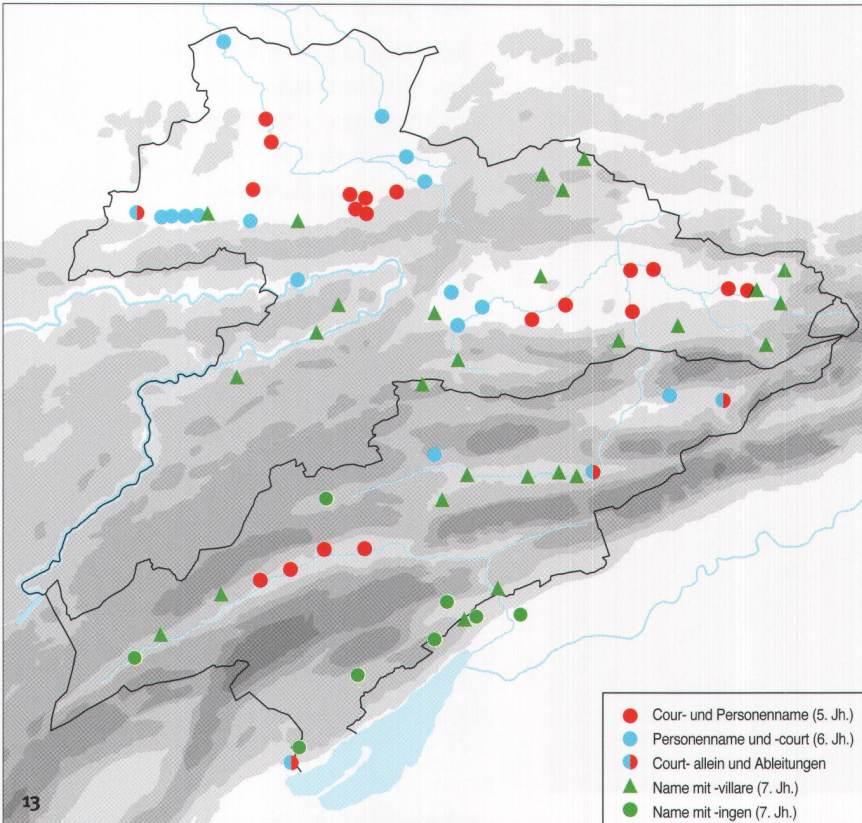 13
Cour- und Personenname (5. Jh.)
Personenname und -court (6. Jh.)
Court- allein und Ableitungen
Name mit -villare (7. Jh.)
Name mit -ingen (7. Jh.)